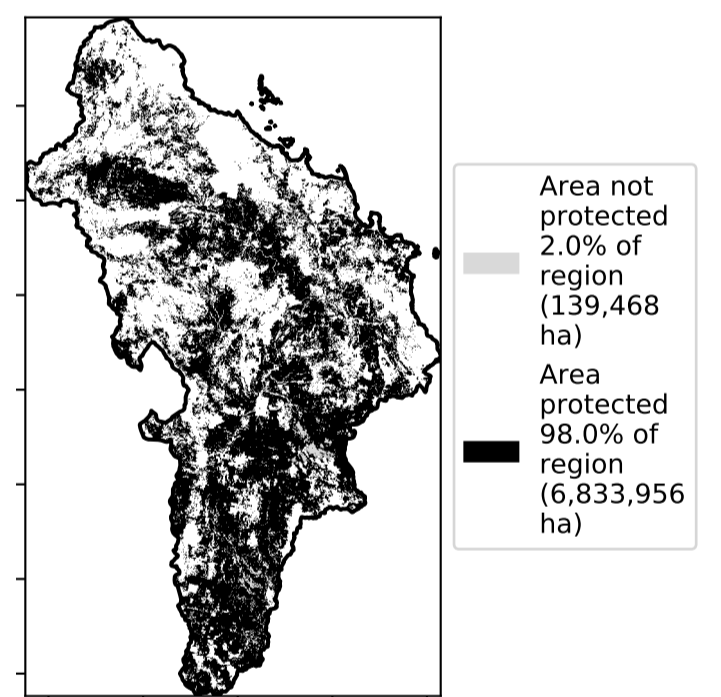 Area not
protected
2.0% of
region
(139,468
ha)
Area
protected
98.0% of
region
(6,833,956
ha)